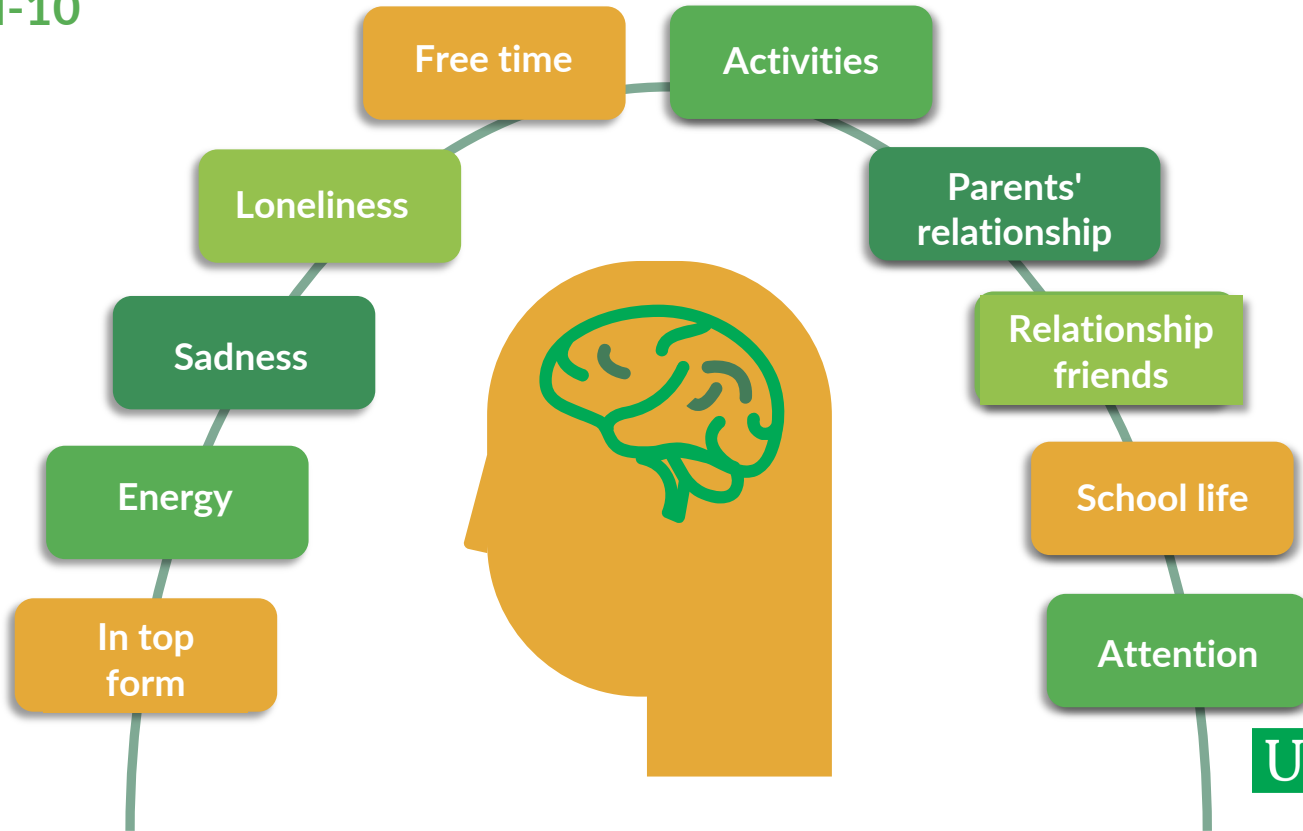 -10
Free time
Activities
Loneliness
Parents'
relationship
Sadness
Relationship
friends
Energy
School life
In top
form
Attention
U